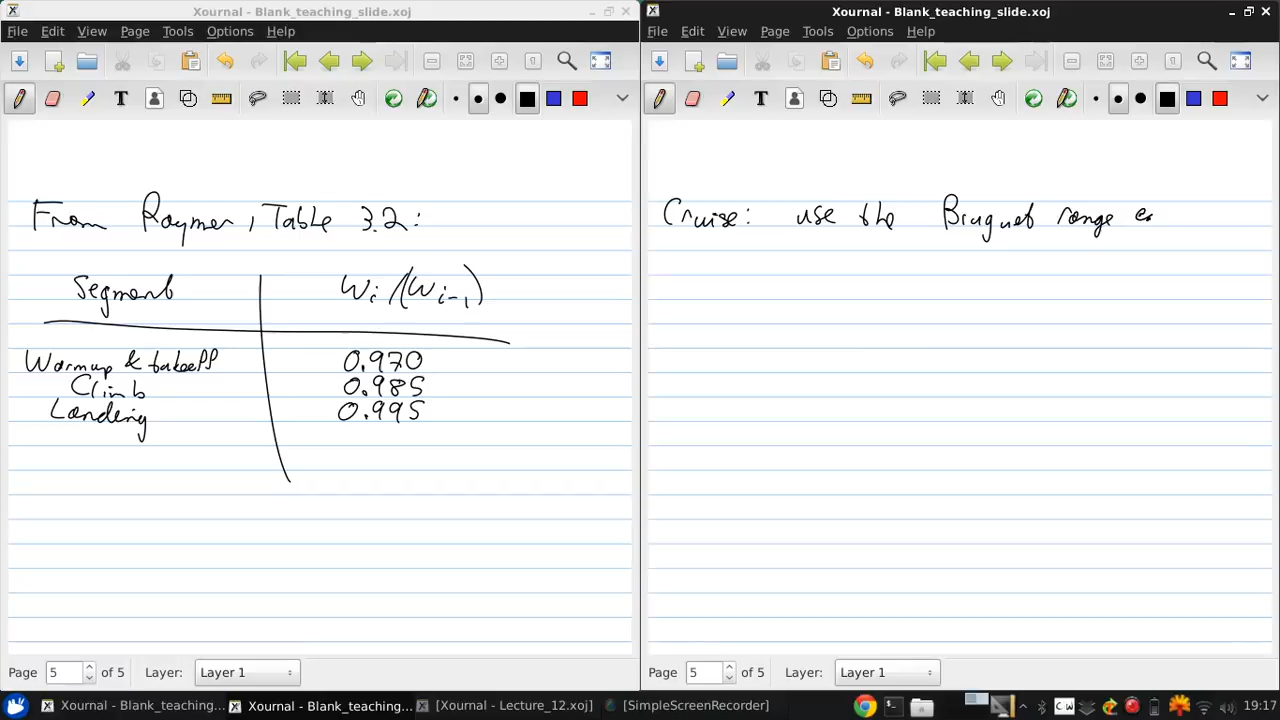 Xournal - Blank_teaching_slide.xoj
File Edit View Page Tools Options Help
From Raymer, Table 3.2:
Segment Wi/(Wi-1)
Warmup & takeoff 0.970
Climb 0.985
Landing 0.995
Page 5 of 5 Layer: Layer 1
Xournal - Blank_teaching_slide.xoj
File Edit View Page Tools Options Help
Cruise: use the Breguet range
Page 5 of 5 Layer: Layer 1
Xournal - Blank_teaching... Xournal - Blank_teaching... [Xournal - Lecture_12.xoj] [SimpleScreenRecorder] CW 19:17